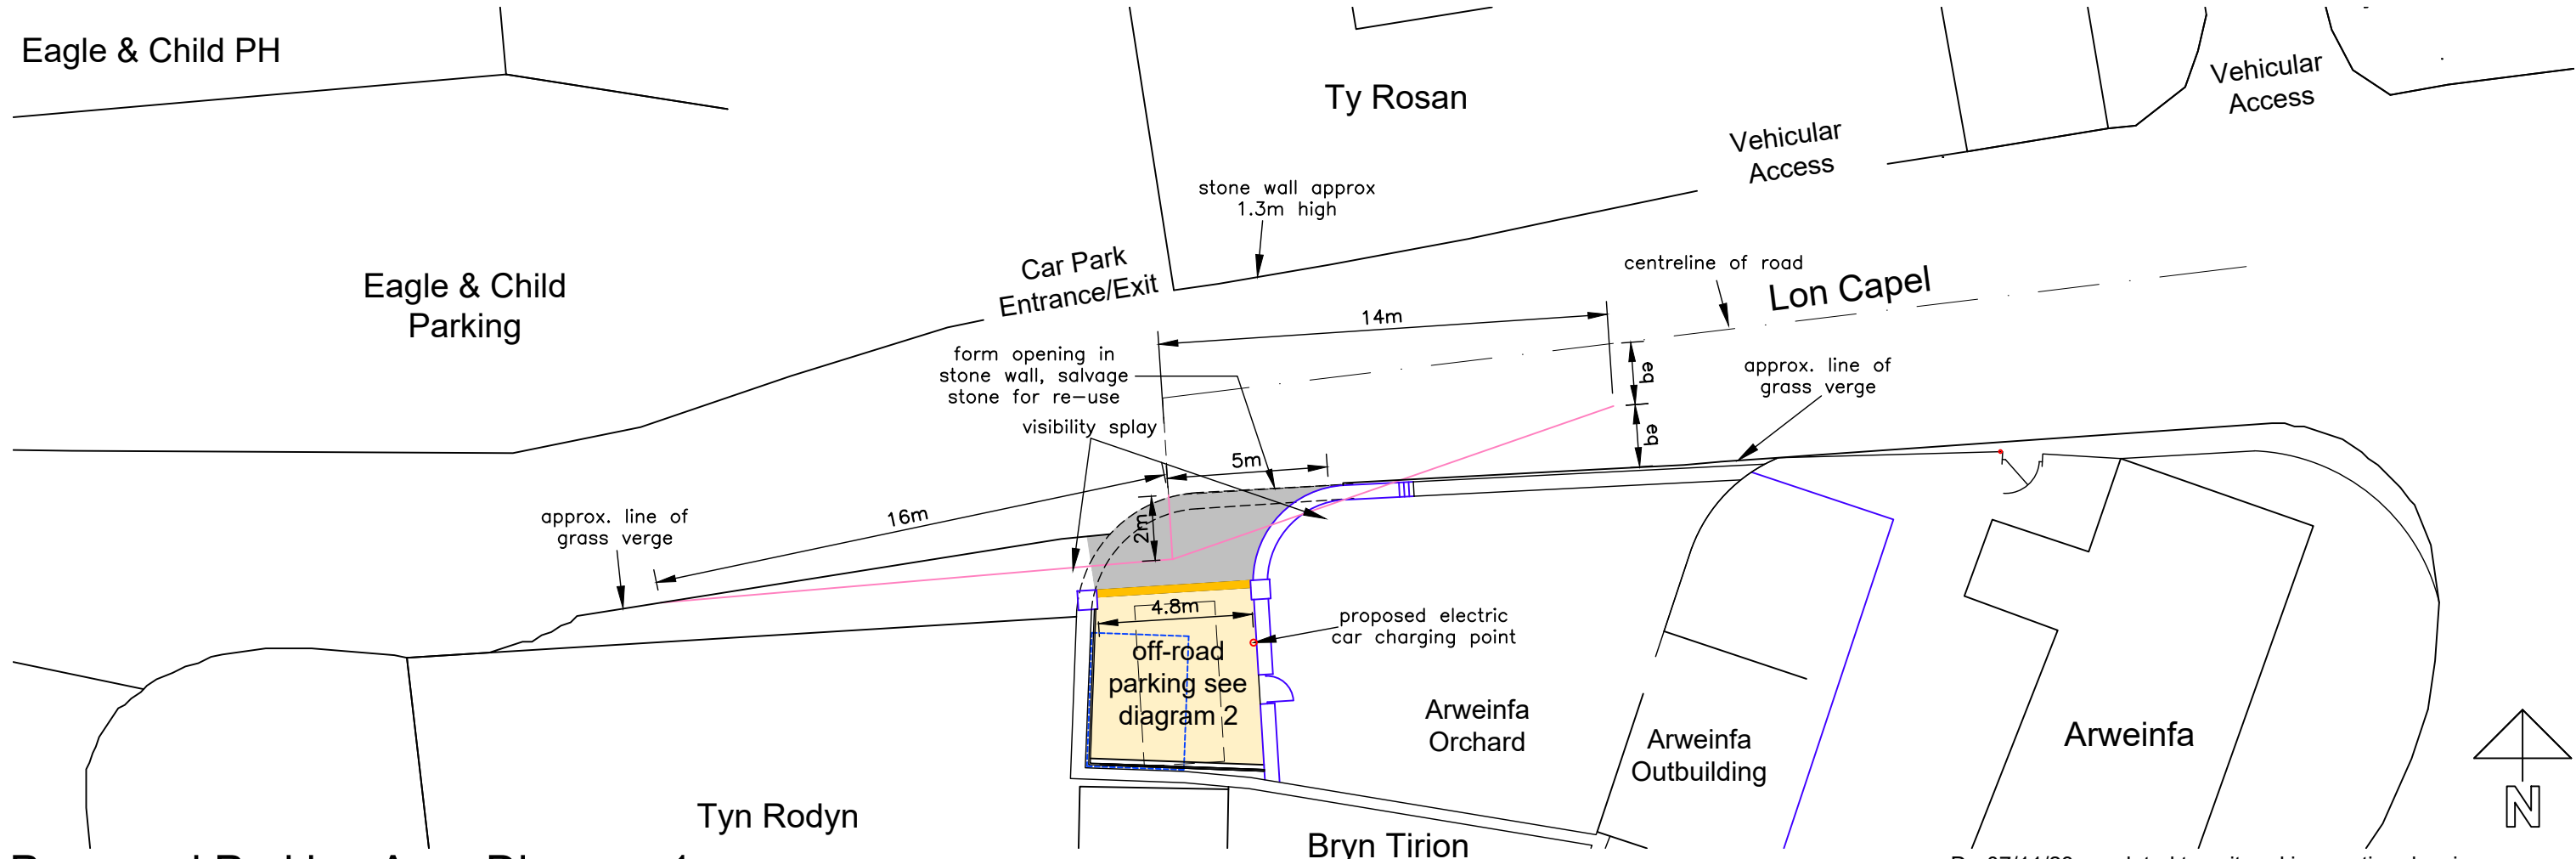 Eagle & Child PH
Ty Rosan
Vehicular
Access
Vehicular
Access
stone wall approx
1.3m high
Car Park
Entrance/Exit
centreline of road
Lon Capel
Eagle & Child
Parking
14m
form opening in
stone wall, salvage
stone for re-use
eq
approx. line of
grass verge
visibility splay
eq
5m
16m
2m
approx. line of
grass verge
4.8m
proposed electric
car charging point
off-road
parking see
diagram 2
Arweinfa
Orchard
Arweinfa
Outbuilding
Arweinfa
Tyn Rodyn
Bryn Tirion
N